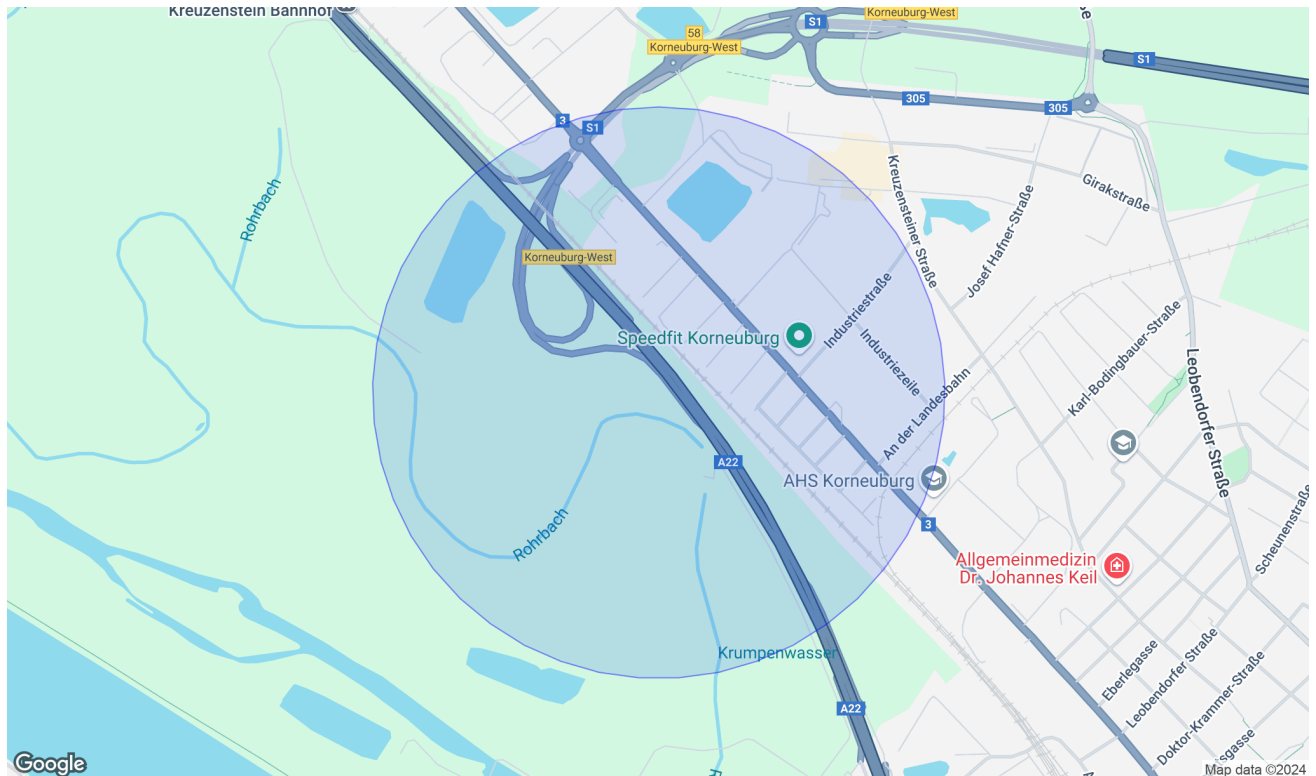 Kreuzenstein Bahnhof
58
Korneuburg-West
S1
Korneuburg-West
S1
305
305
3
S1
Kreuzensteiner Straße
Girakstraße
Josef Hafner-Straße
Rohrbach
Korneuburg-West
Speedfit Korneuburg
Industriestraße
Industriezeile
An der Landesbahn
Karl-Bodingbauer-Straße
Leobendorfer Straße
A22
AHS Korneuburg
3
Rohrbach
Allgemeinmedizin
Dr. Johannes Keil
Scheunenstraße
Krumpenwasser
Eberlegasse
Leobendorfer Straße
Doktor-Krammer-Straße
A22
Google
Map data ©2024